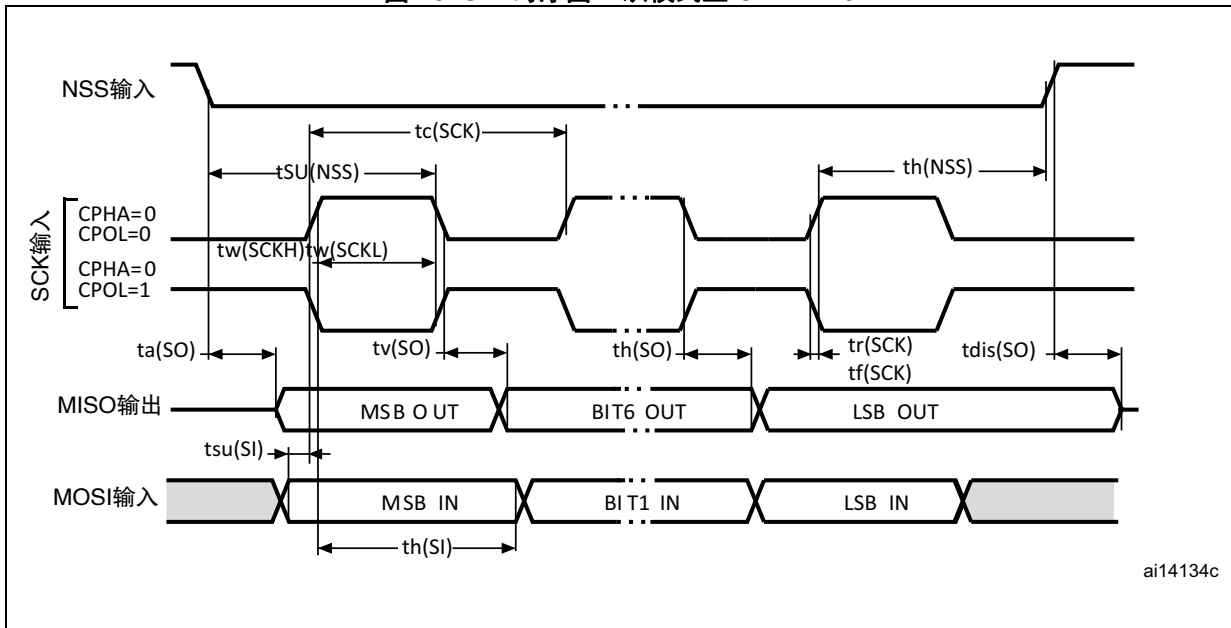 NSS输入
tc(SCK)
tSU(NSS)
th(NSS)
SCK输入
CPHA=0
CPOL=0
tw(SCKH)tw(SCKL)
CPHA=0
CPOL=1
ta(SO)
tv(SO)
th(SO)
tr(SCK)
tf(SCK)
tdis(SO)
MISO输出
MSB OUT
BIT6 OUT
LSB OUT
tsu(SI)
MOSI输入
MSB IN
BIT1 IN
LSB IN
th(SI)
ai14134c